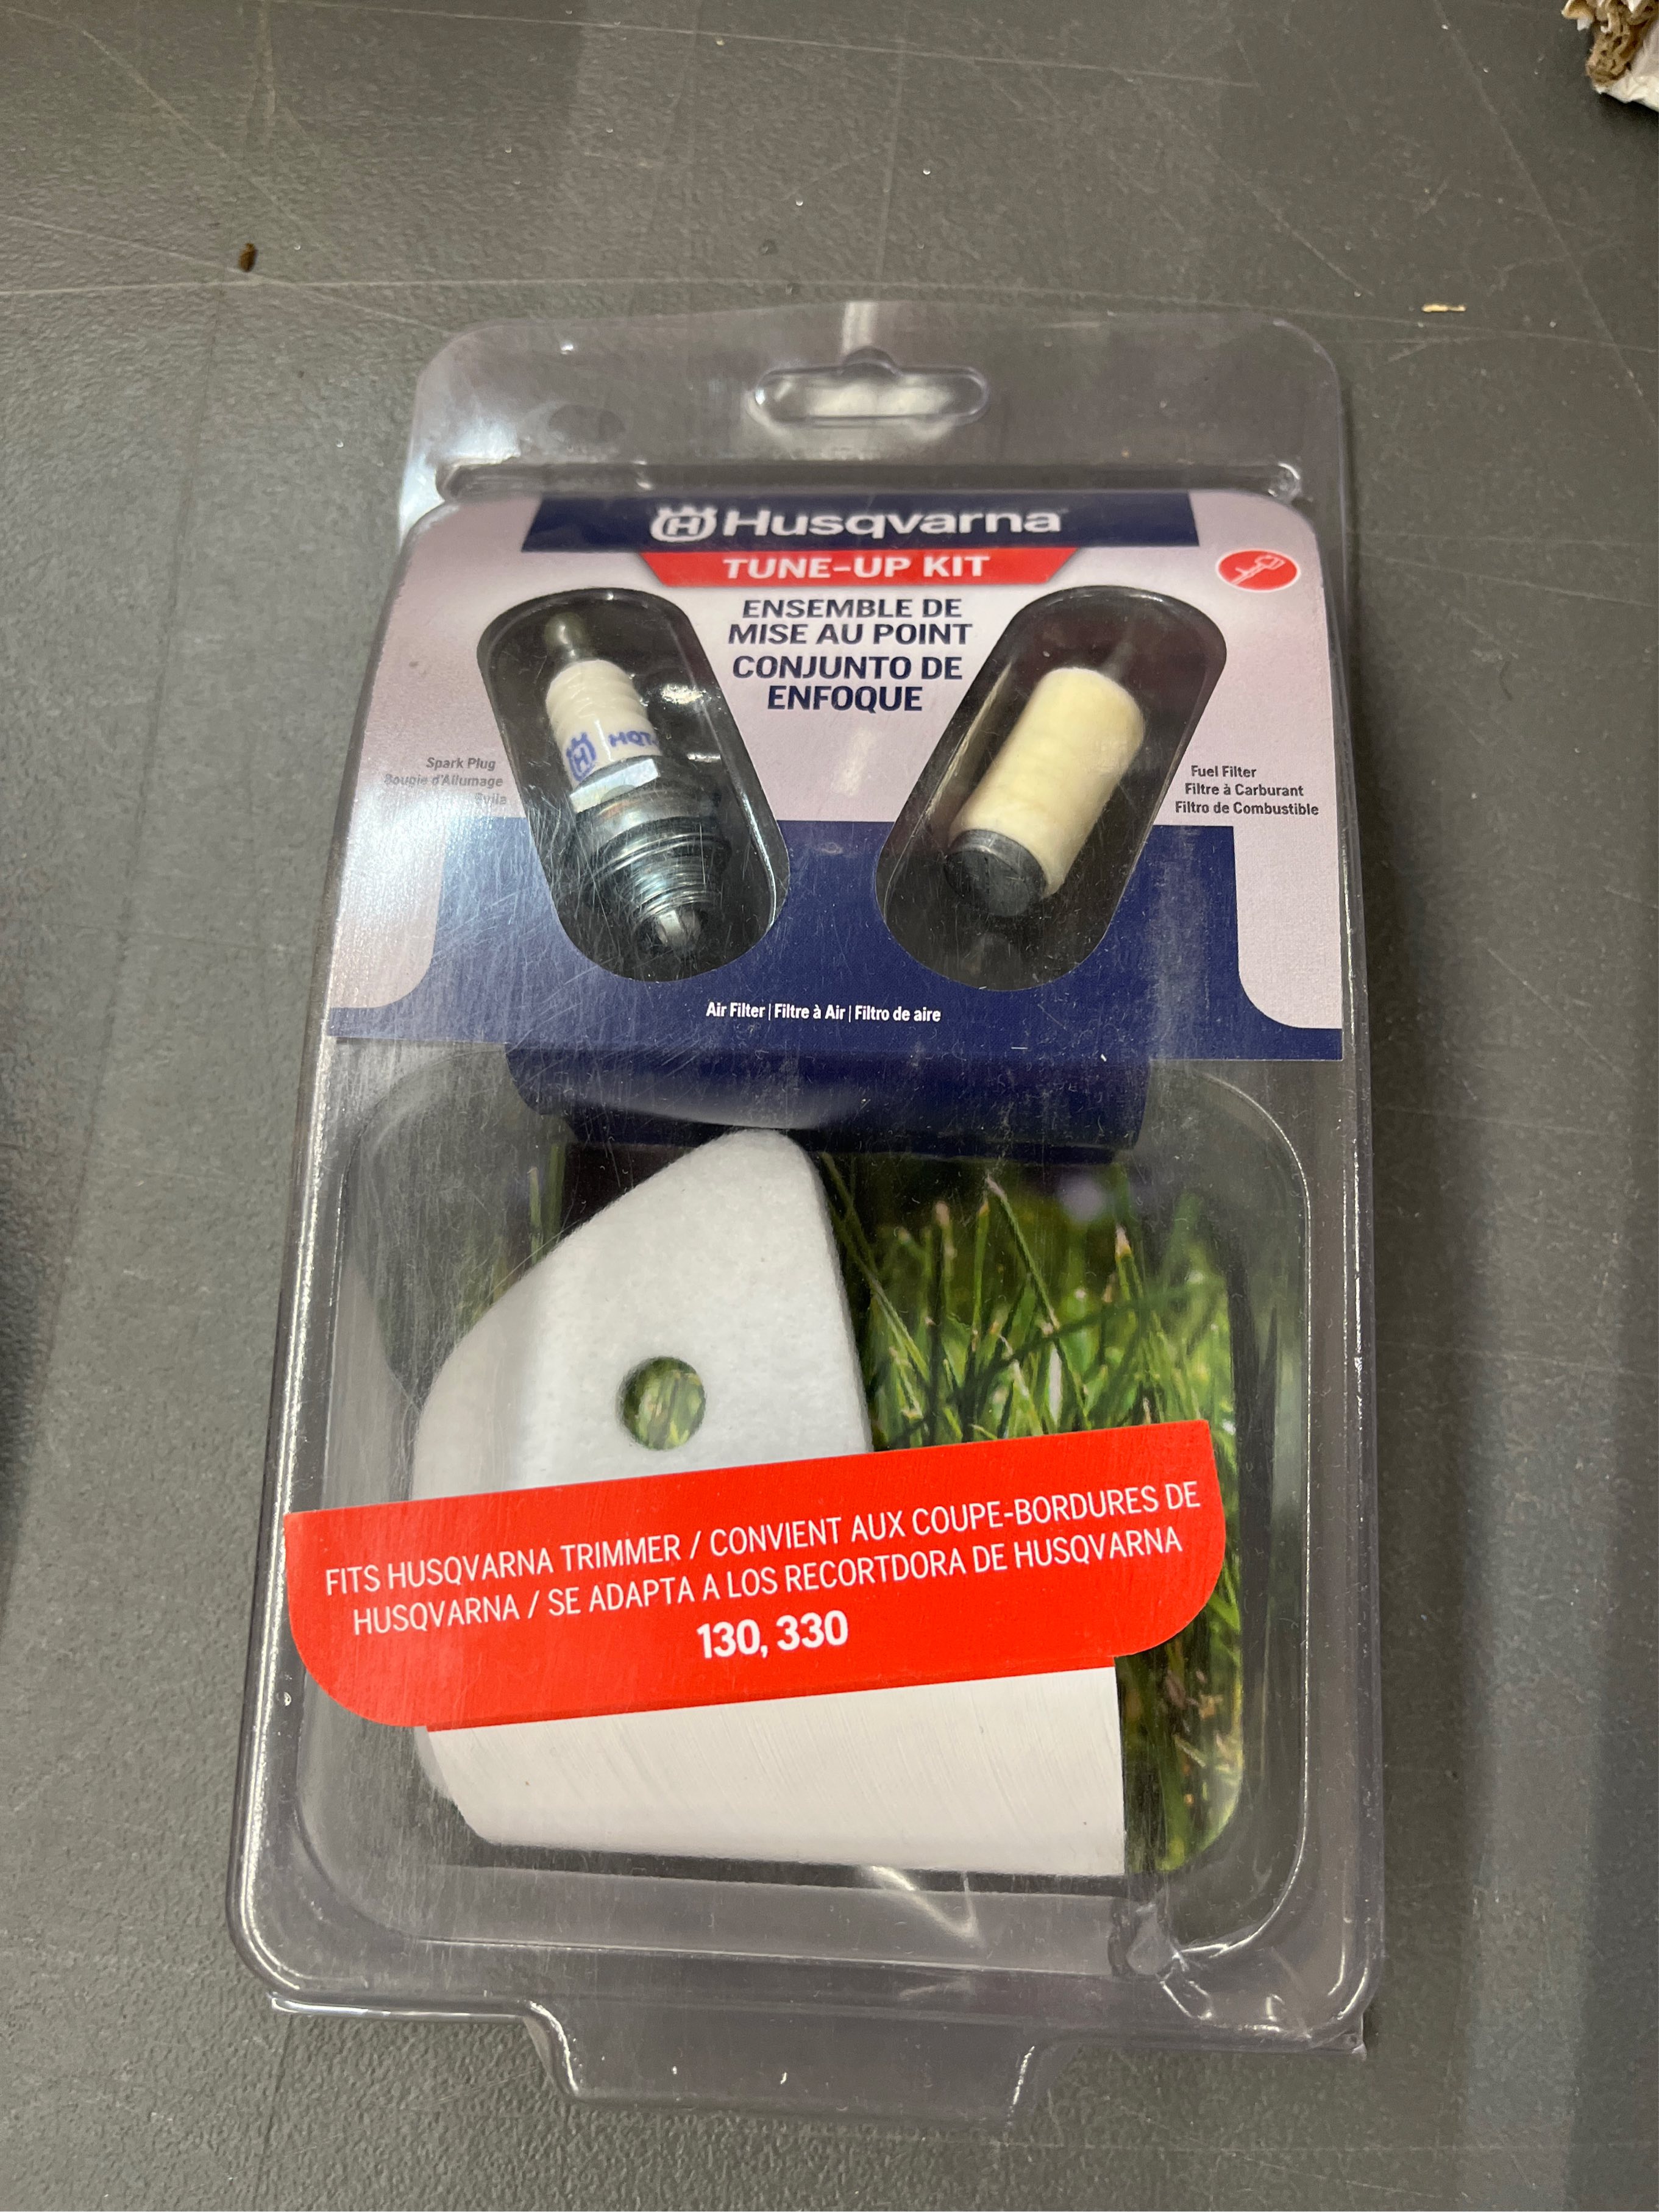 Husqvarna
TUNE-UP KIT
ENSEMBLE DE
MISE AU POINT
CONJUNTO DE
ENFOQUE
Spark Plug
Bougie d'Allumage
Fuel Filter
Filtre à Carburant
Filtro de Combustible
Air Filter | Filtre à Air | Filtro de aire
FITS HUSQVARNA TRIMMER / CONVIENT AUX COUPE-BORDURES DE
HUSQVARNA / SE ADAPTA A LOS RECORTDORA DE HUSQVARNA
130, 330